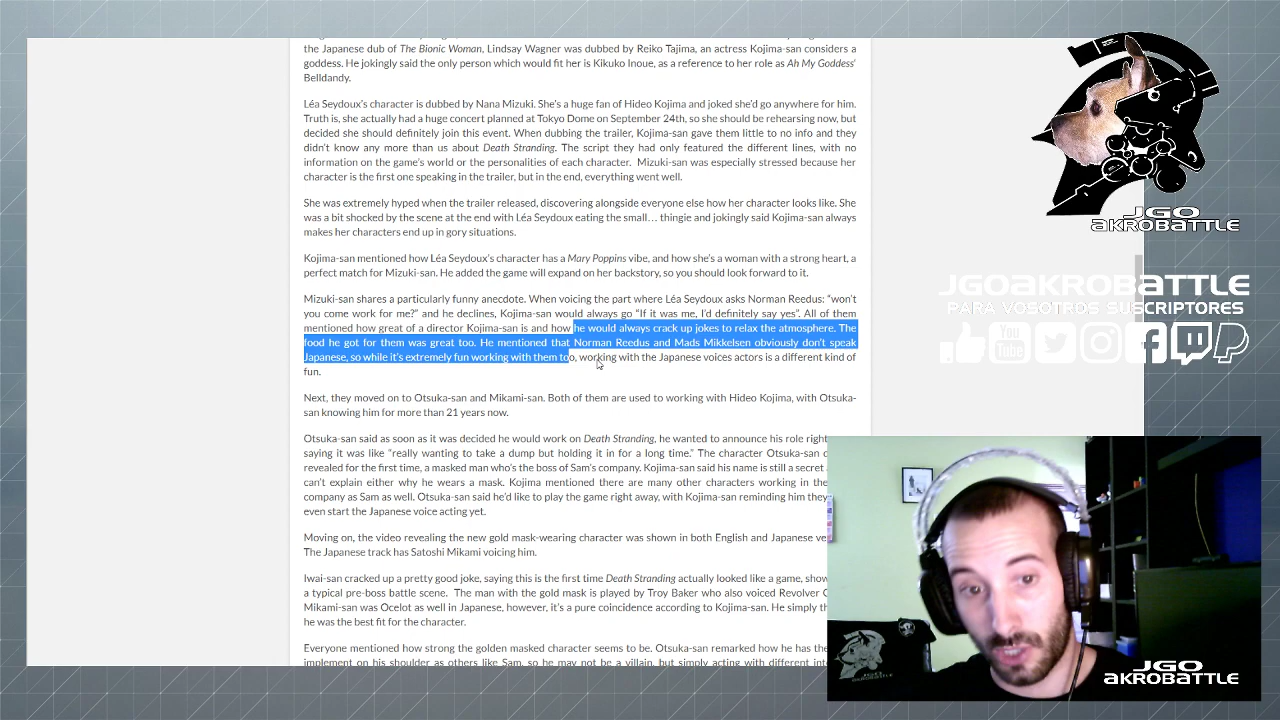 the Japanese dub of The Bionic Woman, Lindsay Wagner was dubbed by Reiko Tajima, an actress Kojima-san considers a
goddess. He jokingly said the only person which would fit her is Kikuko Inoue, as a reference to her role as Ah My Goddess'
Belldandy.
Léa Seydoux's character is dubbed by Nana Mizuki. She's a huge fan of Hideo Kojima and joked she'd go anywhere for him.
Truth is, she actually had a huge concert planned at Tokyo Dome on September 24th, so she should be rehearsing now, but
decided she should definitely join this event. When dubbing the trailer, Kojima-san gave them little to no info and they
didn't know any more than us about Death Stranding. The script they had only featured the different lines, with no
information on the game's world or the personalities of each character. Mizuki-san was especially stressed because her
character is the first one speaking in the trailer, but in the end, everything went well.
She was extremely hyped when the trailer released, discovering alongside everyone else how her character looks like. She
was a bit shocked by the scene at the end with Léa Seydoux eating the small… thingie and jokingly said Kojima-san always
makes her characters end up in gory situations.
Kojima-san mentioned how Léa Seydoux's character has a Mary Poppins vibe, and how she's a woman with a strong heart, a
perfect match for Mizuki-san. He added the game will expand on her backstory, so you should look forward to it.
Mizuki-san shares a particularly funny anecdote. When voicing the part where Léa Seydoux asks Norman Reedus: “won't
you come work for me?” and he declines, Kojima-san would always go “If it was me, I'd definitely say yes”. All of them
mentioned how great of a director Kojima-san is and how he would always crack up jokes to relax the atmosphere. The
food he got for them was great too. He mentioned that Norman Reedus and Mads Mikkelsen obviously don't speak
Japanese, so while it's extremely fun working with them too, working with the Japanese voices actors is a different kind of
fun.
Next, they moved on to Otsuka-san and Mikami-san. Both of them are used to working with Hideo Kojima, with Otsuka-
san knowing him for more than 21 years now.
Otsuka-san said as soon as it was decided he would work on Death Stranding, he wanted to announce his role right
saying it was like “really wanting to take a dump but holding it in for a long time.” The character Otsuka-san
revealed for the first time, a masked man who's the boss of Sam's company. Kojima-san said his name is still a secret
can't explain either why he wears a mask. Kojima mentioned there are many other characters working in the
company as Sam as well. Otsuka-san said he'd like to play the game right away, with Kojima-san reminding him they
even start the Japanese voice acting yet.
Moving on, the video revealing the new gold mask-wearing character was shown in both English and Japanese
The Japanese track has Satoshi Mikami voicing him.
Iwai-san cracked up a pretty good joke, saying this is the first time Death Stranding actually looked like a game,
a typical pre-boss battle scene. The man with the gold mask is played by Troy Baker who also voiced Revolver
Mikami-san was Ocelot as well in Japanese, however, it's a pure coincidence according to Kojima-san. He simply
he was the best fit for the character.
Everyone mentioned how strong the golden masked character seems to be. Otsuka-san remarked how he has
implement on his shoulder as others like Sam, so he may not be a villain, but simply acting with different
JGO
AKROBATTLE
JGOAKROBATTLE
PARA VOSOTROS SUSCRIPTORES
You
Tube
JGO
AKROBATTLE